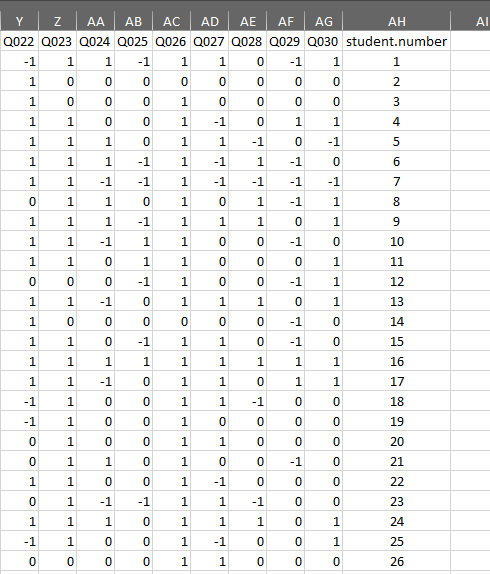 Y Z AA AB AC AD AE AF AG AH AI
Q022 Q023 Q024 Q025 Q026 Q027 Q028 Q029 Q030 student.number
-1 1 1 -1 1 1 0 -1 1 1
1 0 0 0 0 0 0 0 0 2
1 0 0 0 1 0 0 0 0 3
1 1 0 0 1 -1 0 1 1 4
1 1 1 0 1 1 -1 0 -1 5
1 1 1 -1 1 -1 1 -1 0 6
1 1 -1 -1 1 -1 -1 -1 -1 7
0 1 1 0 1 0 1 -1 1 8
1 1 1 -1 1 1 1 0 1 9
1 1 -1 1 1 0 0 -1 0 10
1 1 0 1 1 0 0 0 1 11
0 0 0 -1 1 0 0 -1 1 12
1 1 -1 0 1 1 1 0 1 13
1 0 0 0 0 0 0 -1 0 14
1 1 0 -1 1 1 0 -1 0 15
1 1 1 1 1 1 1 1 1 16
1 1 -1 0 1 1 0 1 1 17
-1 1 0 0 1 1 -1 0 0 18
-1 1 0 0 1 0 0 0 0 19
0 1 0 0 1 1 0 0 0 20
0 1 1 0 1 0 0 -1 0 21
1 1 0 0 1 -1 0 0 0 22
0 1 -1 -1 1 1 -1 0 0 23
1 1 1 0 1 1 1 0 1 24
-1 1 0 0 1 -1 0 0 1 25
0 0 0 0 1 1 0 0 0 26